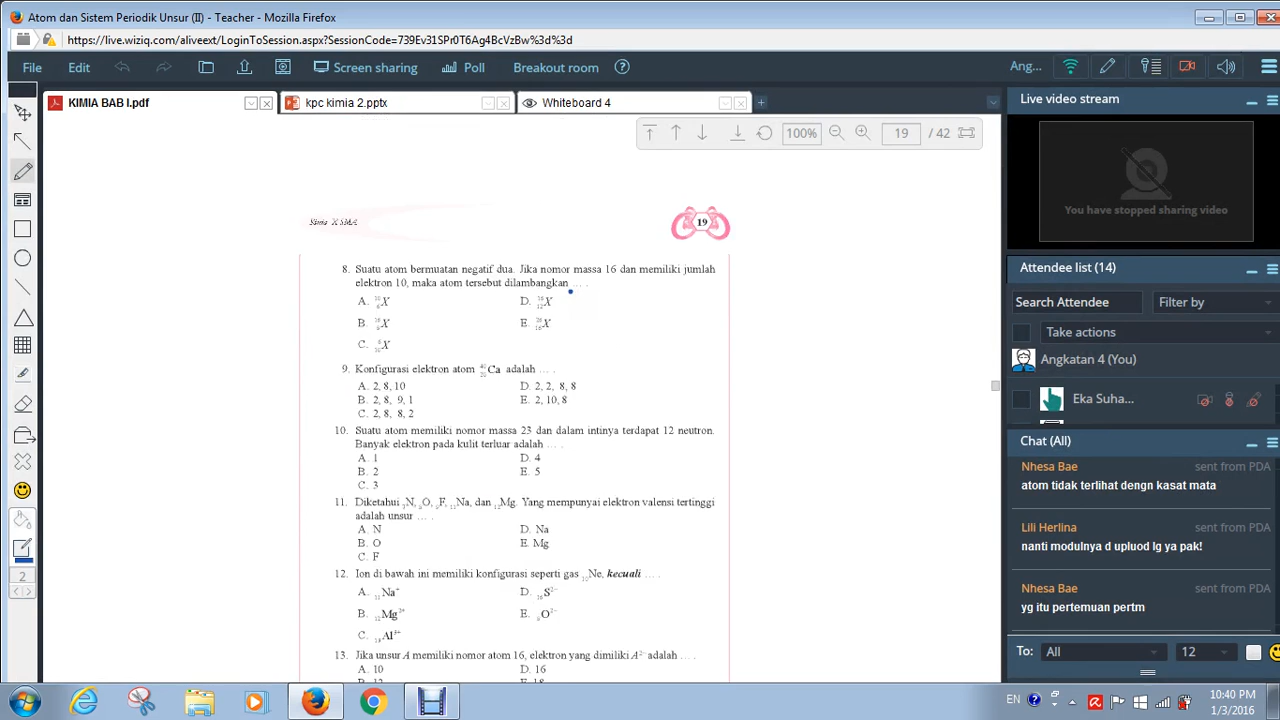 Atom dan Sistem Periodik Unsur (II) - Teacher - Mozilla Firefox
https://live.wiziq.com/aliveext/LoginToSession.aspx?SessionCode=739Ev31SPr0T6Ag4BcVzBw%3d%3d
File Edit Screen sharing Poll Breakout room ? Ang...
KIMIA BAB I.pdf kpc kimia 2.pptx Whiteboard 4 +
100% 19 / 42
Live video stream
You have stopped sharing video
Kimia X SMA 19
8. Suatu atom bermuatan negatif dua. Jika nomor massa 16 dan memiliki jumlah
elektron 10, maka atom tersebut dilambangkan ... .
A. X D. X
B. X E. X
C. X
9. Konfigurasi elektron atom Ca adalah ... .
A. 2, 8, 10 D. 2, 2, 8, 8
B. 2, 8, 9, 1 E. 2, 10, 8
C. 2, 8, 8, 2
10. Suatu atom memiliki nomor massa 23 dan dalam intinya terdapat 12 neutron.
Banyak elektron pada kulit terluar adalah ... .
A. 1 D. 4
B. 2 E. 5
C. 3
11. Diketahui N, O, F, Na, dan Mg. Yang mempunyai elektron valensi tertinggi
adalah unsur ... .
A. N D. Na
B. O E. Mg
C. F
12. Ion di bawah ini memiliki konfigurasi seperti gas ₁₀Ne, kecuali ... .
A. ₁₁Na⁺ D. ₁₆S²⁻
B. ₁₂Mg²⁺ E. O²⁻
C. Al³⁺
13. Jika unsur A memiliki nomor atom 16, elektron yang dimiliki A²⁻ adalah ... .
A. 10 D. 16
Attendee list (14)
Search Attendee Filter by
Take actions
Angkatan 4 (You)
Eka Suha...
Chat (All)
Nhesa Bae sent from PDA
atom tidak terlihat dengn kasat mata
Lili Herlina sent from PDA
nanti modulnya d upluod lg ya pak!
Nhesa Bae sent from PDA
yg itu pertemuan pertm
To: All 12
2
EN
10:40 PM
1/3/2016